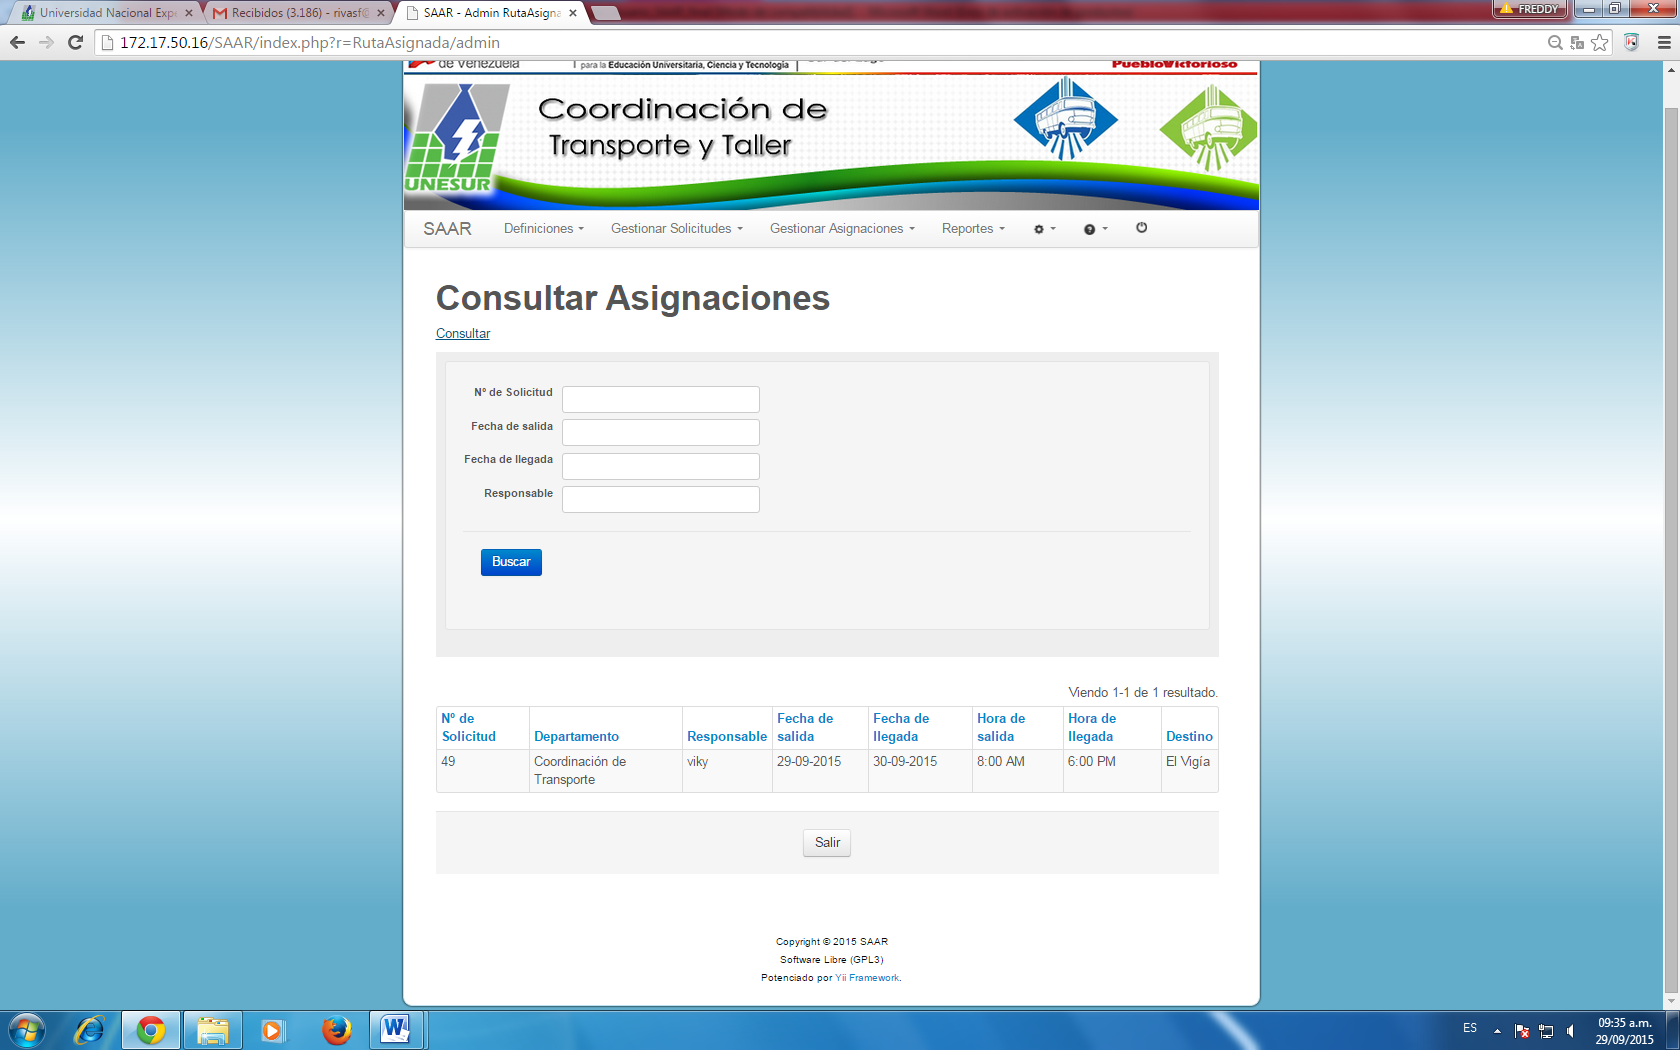 Universidad Nacional Expe
Recibidos (3.186) - rivasf@
SAAR - Admin RutaAsigna
FREDDY
172.17.50.16/SAAR/index.php?r=RutaAsignada/admin
de Venezuela
para la Educación Universitaria, Ciencia y Tecnología
PuebloVictorioso
Coordinación de
Transporte y Taller
UNESUR
SAAR Definiciones Gestionar Solicitudes Gestionar Asignaciones Reportes
Consultar Asignaciones
Consultar
Nº de Solicitud
Fecha de salida
Fecha de llegada
Responsable
Buscar
Viendo 1-1 de 1 resultado.
Nº de Solicitud Departamento Responsable Fecha de salida Fecha de llegada Hora de salida Hora de llegada Destino
49 Coordinación de Transporte viky 29-09-2015 30-09-2015 8:00 AM 6:00 PM El Vigía
Salir
Copyright © 2015 SAAR
Software Libre (GPL3)
Potenciado por Yii Framework.
ES
09:35 a.m.
29/09/2015